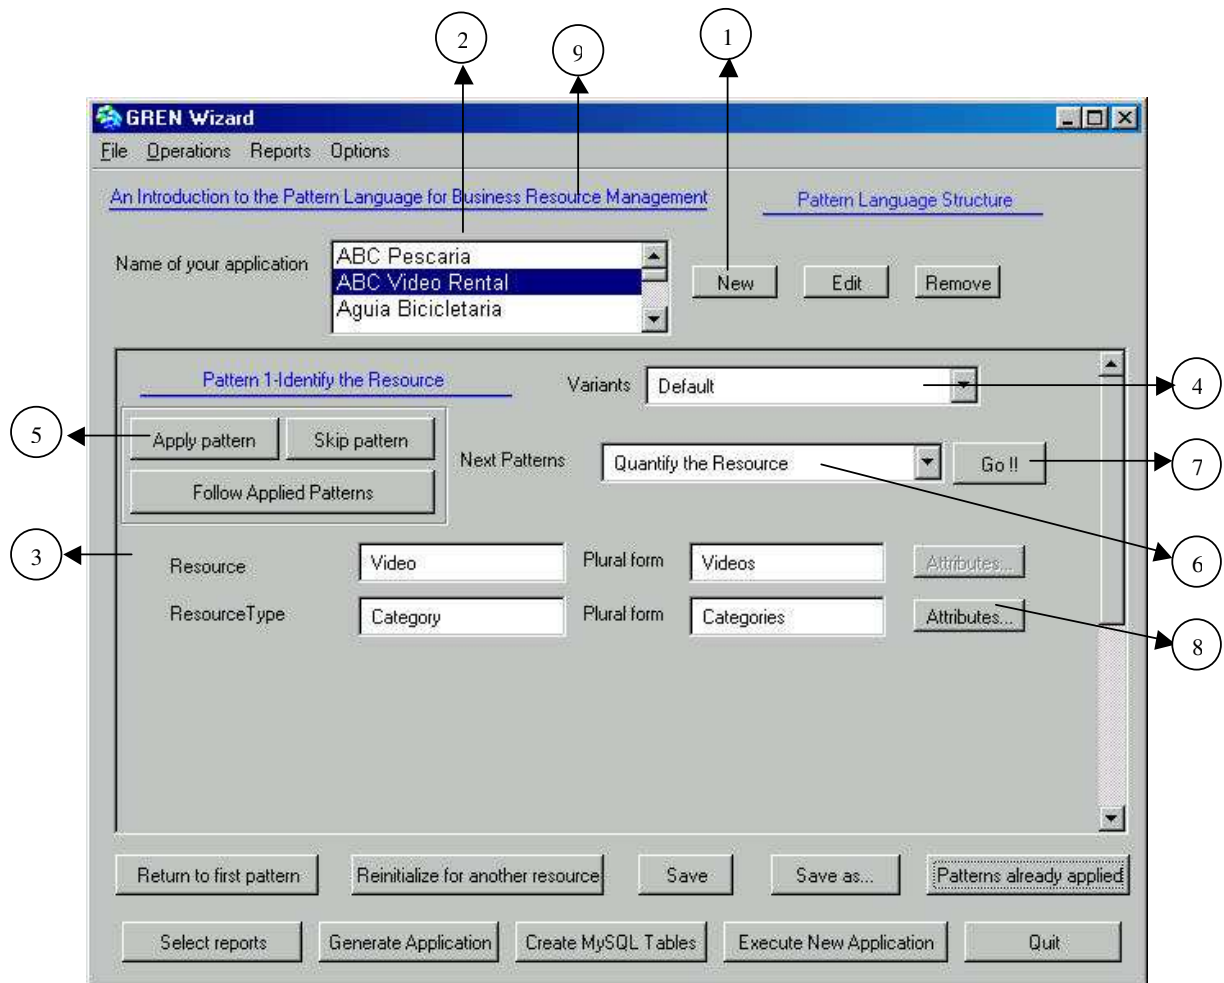 2
9
1
GREN Wizard
File Operations Reports Options
An Introduction to the Pattern Language for Business Resource Management
Pattern Language Structure
Name of your application
ABC Pescaria
ABC Video Rental
Aguia Bicicletaria
New
Edit
Remove
Pattern 1-Identify the Resource
Variants
Default
4
5
Apply pattern
Skip pattern
Follow Applied Patterns
Next Patterns
Quantify the Resource
Go !!
7
3
Resource
Video
Plural form
Videos
Attributes...
6
ResourceType
Category
Plural form
Categories
Attributes...
8
Return to first pattern
Reinitialize for another resource
Save
Save as...
Patterns already applied
Select reports
Generate Application
Create MySQL Tables
Execute New Application
Quit